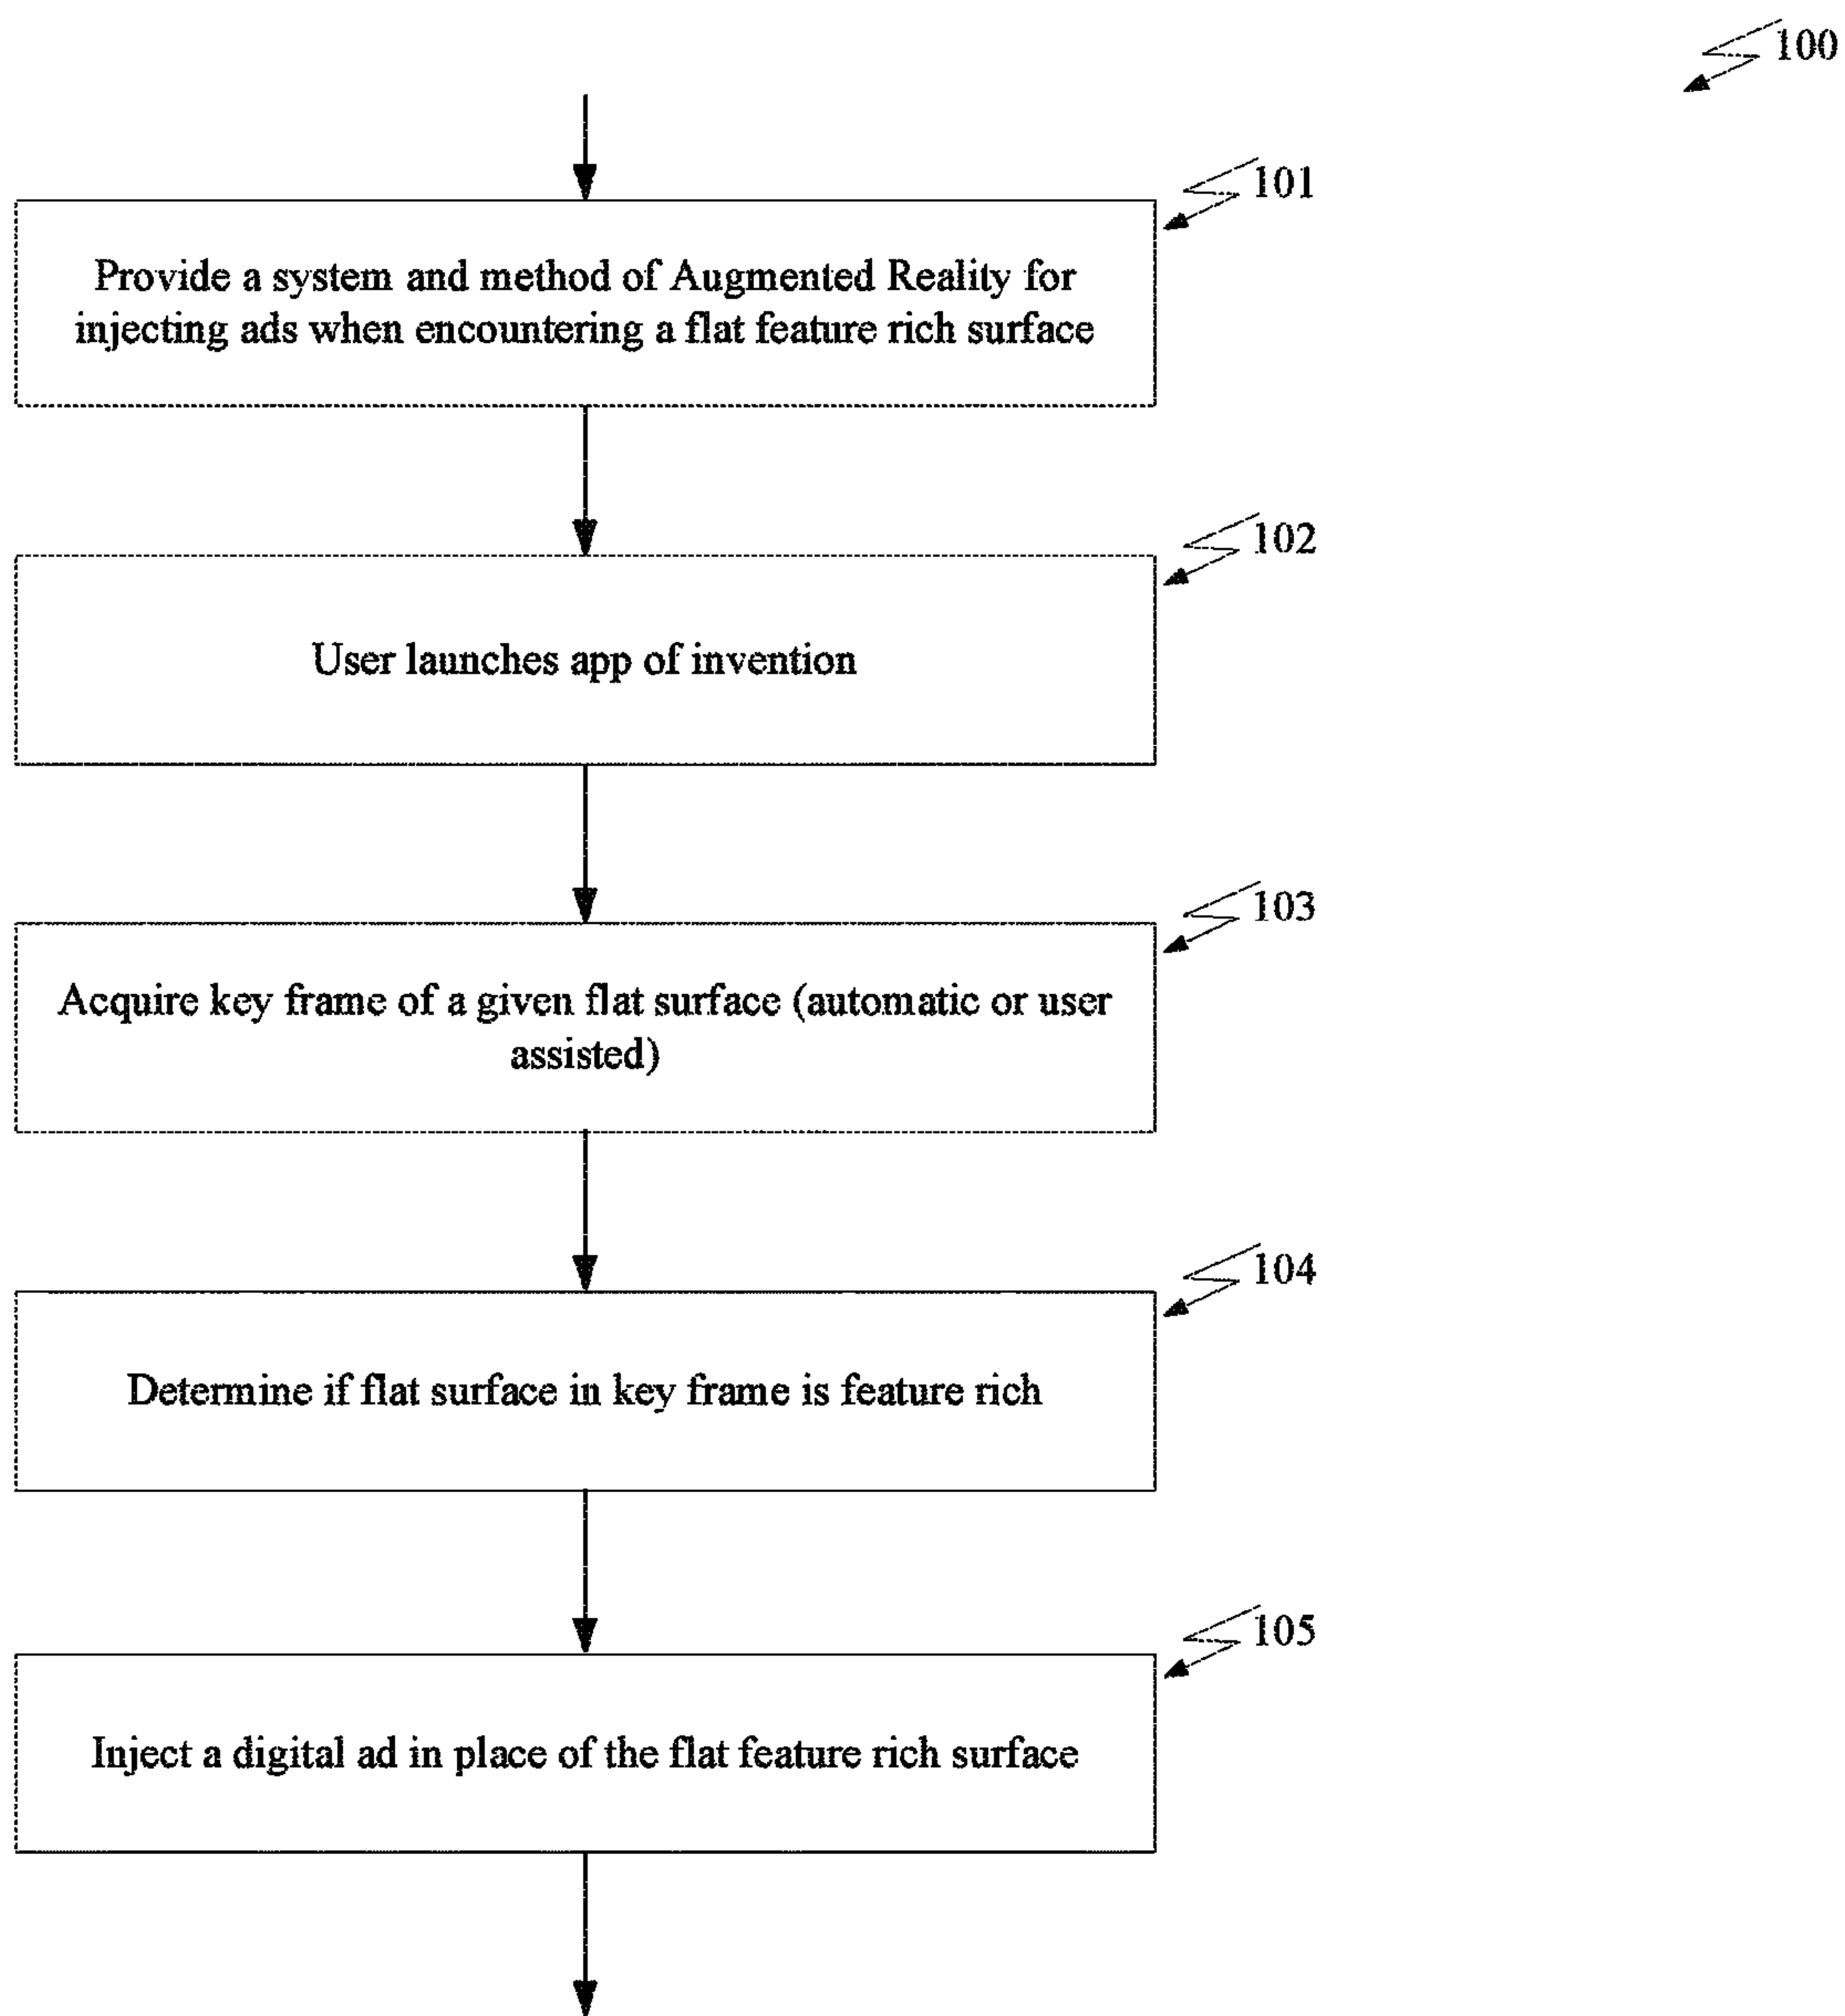 100
101
Provide a system and method of Augmented Reality for
injecting ads when encountering a flat feature rich surface
102
User launches app of invention
103
Acquire key frame of a given flat surface (automatic or user
assisted)
104
Determine if flat surface in key frame is feature rich
105
Inject a digital ad in place of the flat feature rich surface